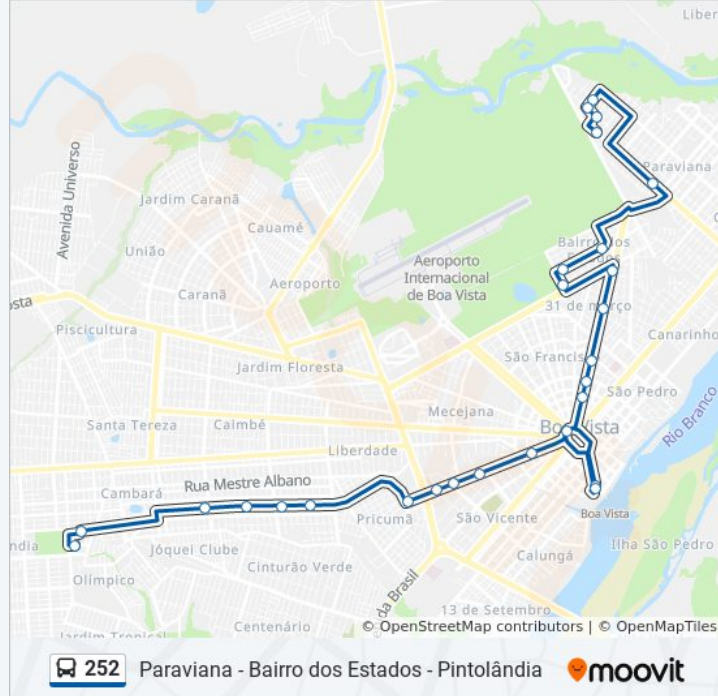 Liber
Avenida Universo
Paraviana
Jardim Caranã
Cauamé
União
Bairro dos
Estados
Aeroporto
Internacional
de Boa Vista
Aeroporto
Caranã
osta
31 de março
Piscicultura
Canarinho
São Francis
Jardim Floresta
São Pedro
Rio Branco
Mecejana
Santa Tereza
Caimbé
Boa Vista
Liberdade
Rua Mestre Albano
Cambará
Pricumã
São Vicente
Boa Vista
ndia
Jóquei Clube
Ilha São Pedro
Calungá
Cinturão Verde
Olímpico
da Brasil
13 de Setembro
Centenário
Jardim Tropical
© OpenStreetMap contributors | © OpenMapTiles
252 Paraviana - Bairro dos Estados - Pintolândia moovit